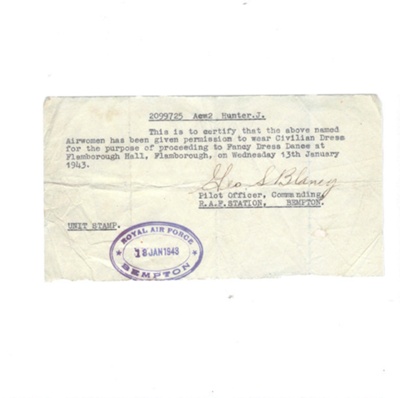 2099725 Acw2 Hunter.J.
This is to certify that the above named
Airwomen has been given permission to wear Civilian Dress
for the purpose of proceeding to Fancy Dress Dance at
Flamborough Hall, Flamborough, on Wednesday 13th January
1943.
Geo S Blaney
Pilot Officer, Commanding,
R.A.F. STATION, BEMPTON.
UNIT STAMP.
ROYAL AIR FORCE
18 JAN 1943
BEMPTON